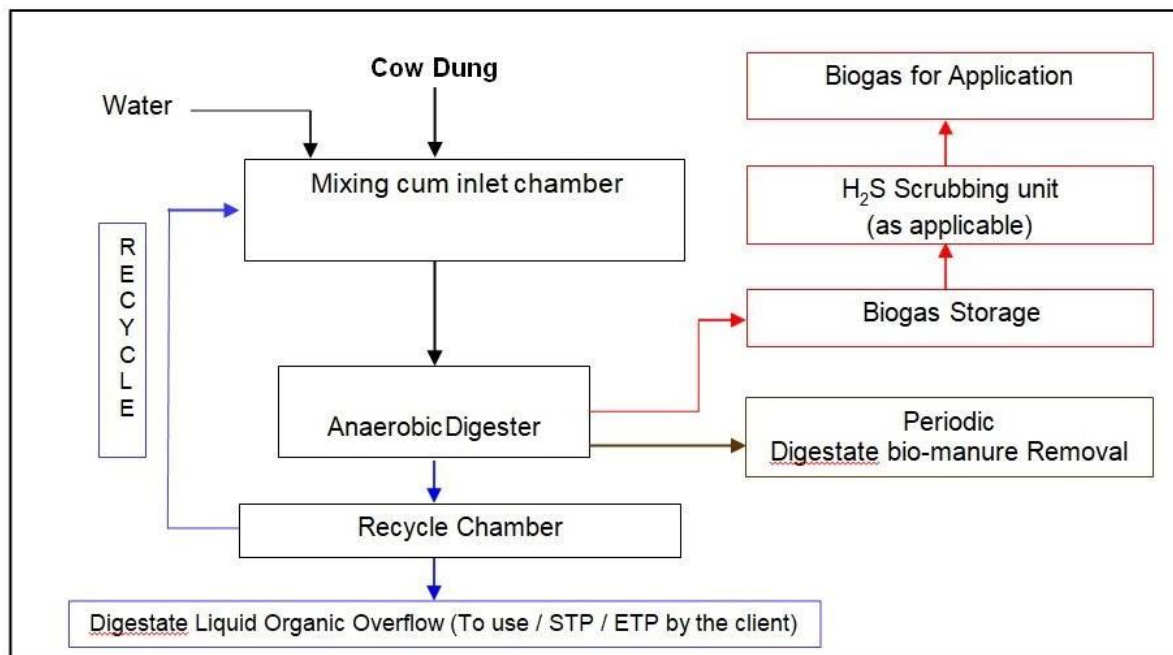 Cow Dung
Water
Mixing cum inlet chamber
RECYCLE
Anaerobic Digester
Recycle Chamber
Digestate Liquid Organic Overflow (To use / STP / ETP by the client)
Biogas for Application
H₂S Scrubbing unit
(as applicable)
Biogas Storage
Periodic
Digestate bio-manure Removal